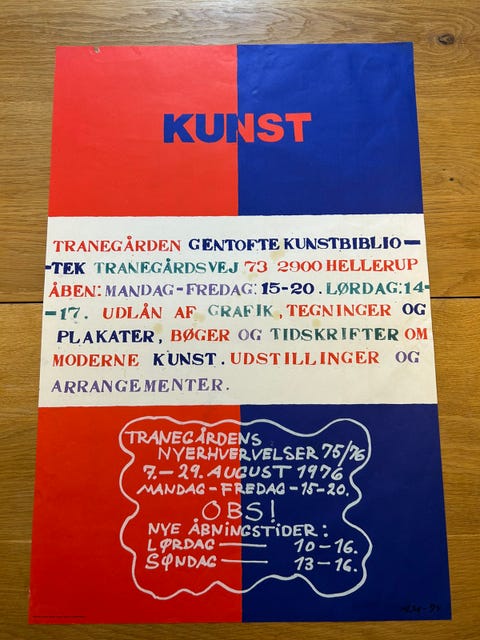 KUNST
TRANEGÅRDEN GENTOFTE KUNSTBIBLIO-
-TEK TRANEGÅRDSVEJ 73 2900 HELLERUP
ÅBEN: MANDAG-FREDAG: 15-20. LØRDAG: 14-
-17. UDLÅN AF GRAFIK, TEGNINGER OG
PLAKATER, BØGER OG TIDSKRIFTER OM
MODERNE KUNST. UDSTILLINGER OG
ARRANGEMENTER.
TRANEGÅRDENS
NYERHVERVELSER 75/76
7.-29. AUGUST 1976
MANDAG-FREDAG-15-20.
OBS!
NYE ÅBNINGSTIDER:
LØRDAG — 10-16.
SØNDAG — 13-16.